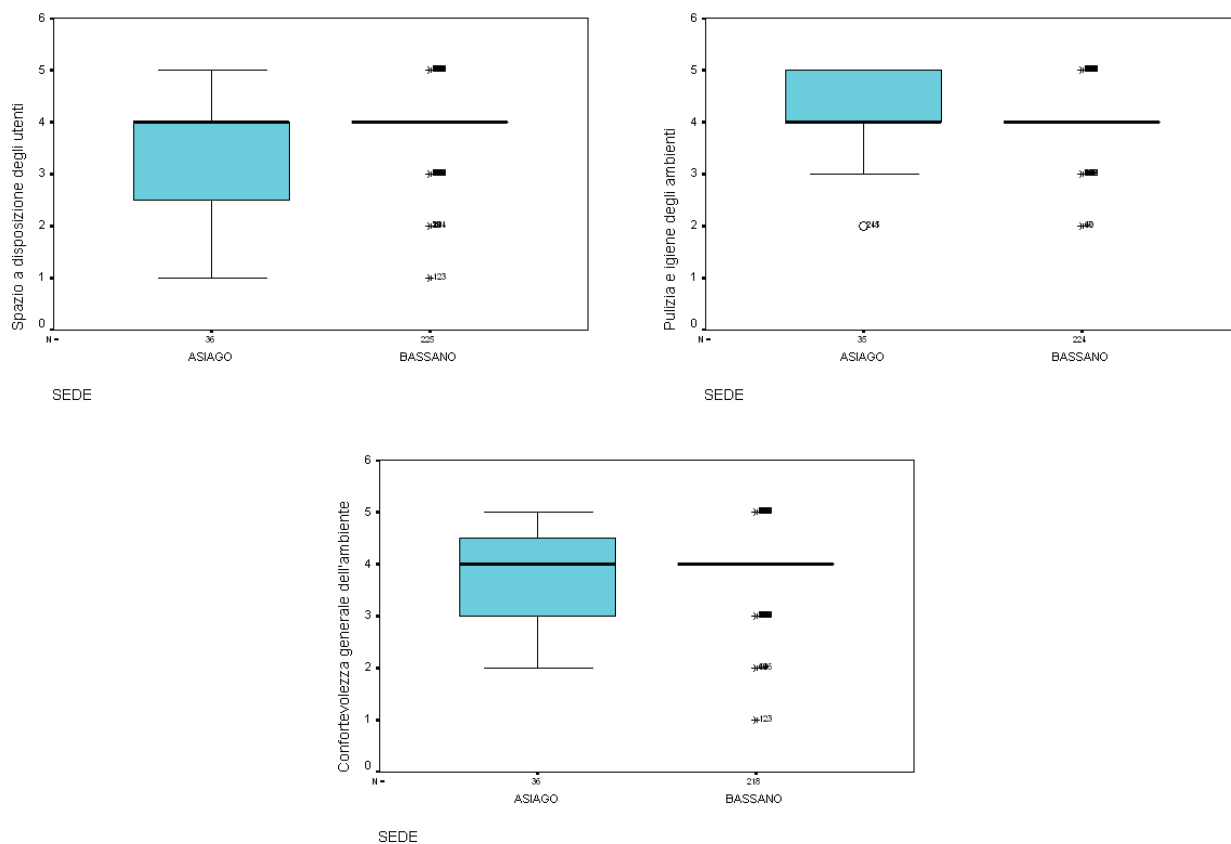 Spazio a disposizione degli utenti
6
5
4
3
2
1
0
123
N =
36
225
ASIAGO
BASSANO
SEDE
Pulizia e igiene degli ambienti
6
5
4
3
2
1
0
N =
35
224
ASIAGO
BASSANO
SEDE
Confortevolezza generale dell'ambiente
6
5
4
3
2
1
0
123
N =
36
218
ASIAGO
BASSANO
SEDE